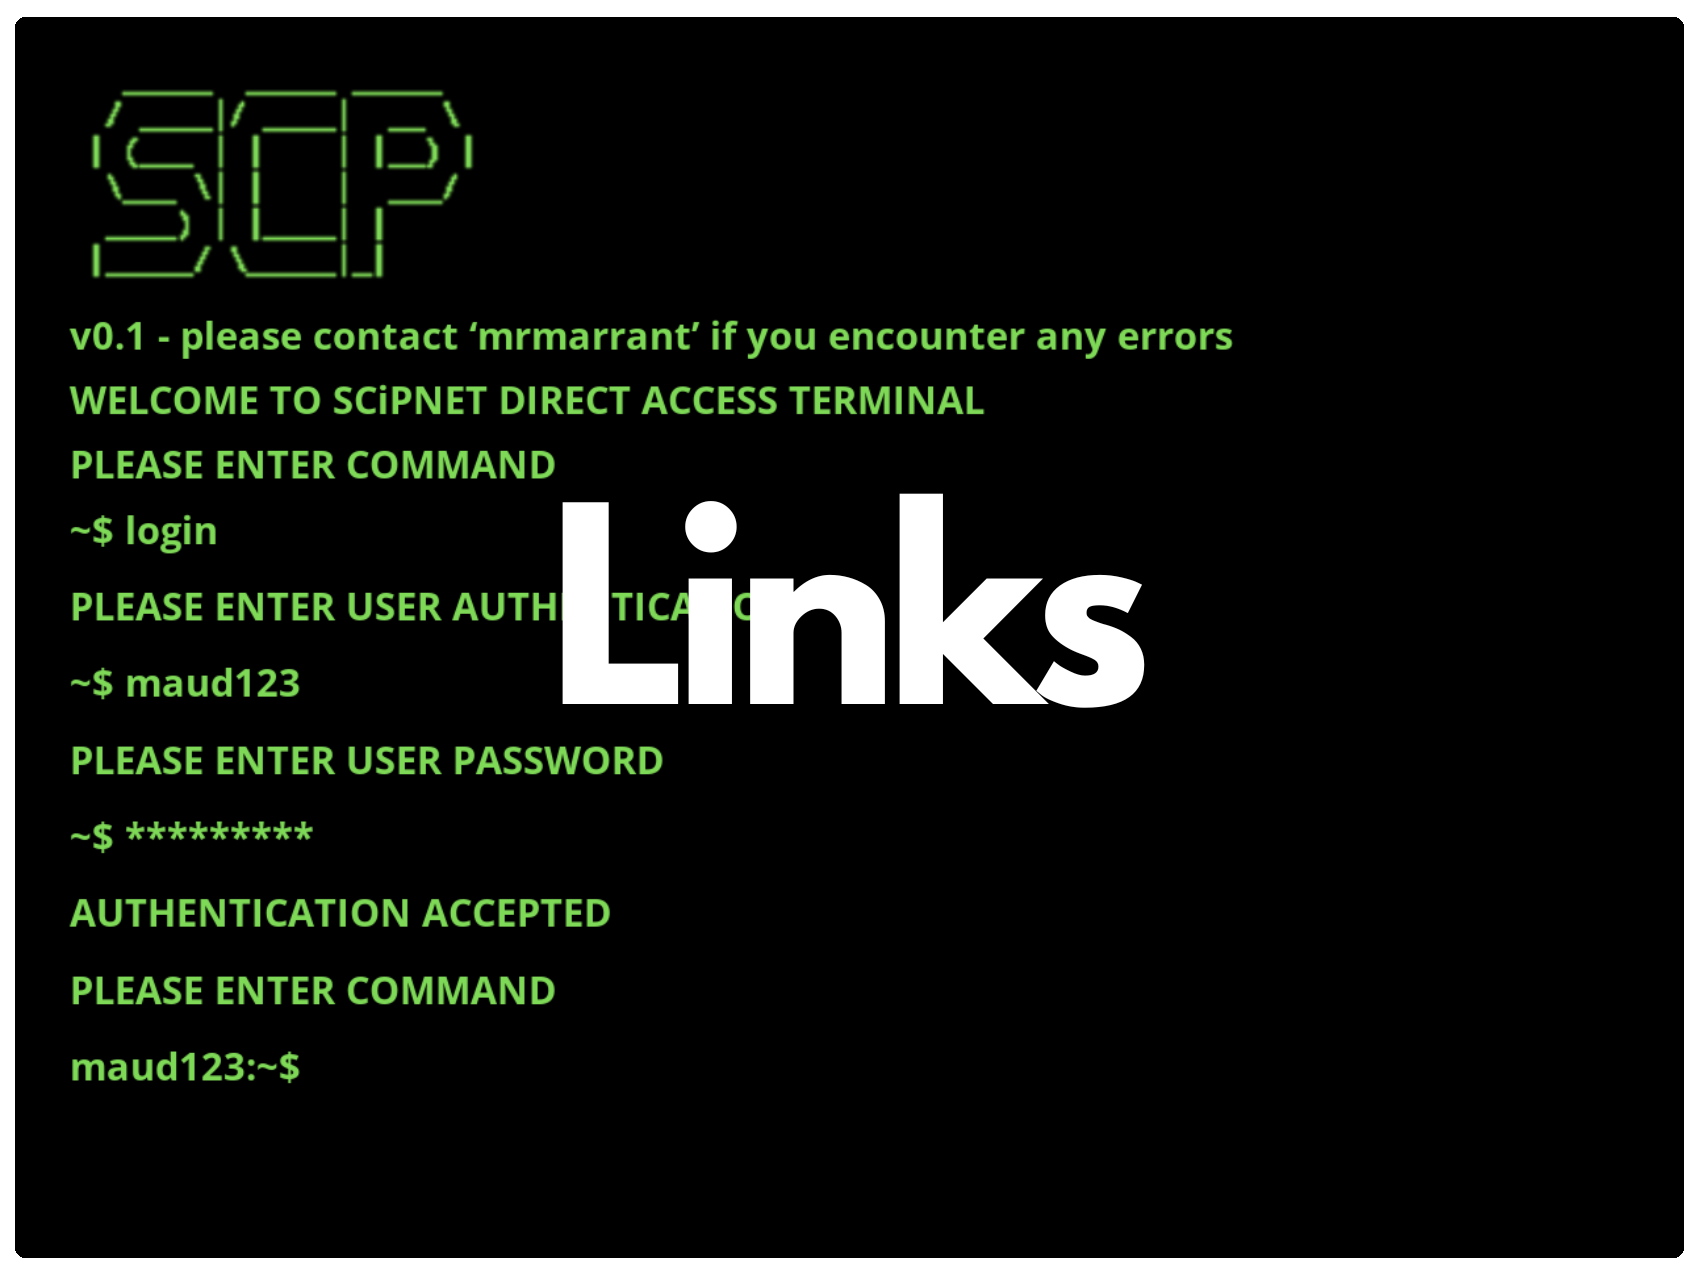 SCP
v0.1 - please contact ‘mrmarrant’ if you encounter any errors
WELCOME TO SCiPNET DIRECT ACCESS TERMINAL
PLEASE ENTER COMMAND
~$ login
PLEASE ENTER USER
Links
~$ maud123
PLEASE ENTER USER PASSWORD
~$ *********
AUTHENTICATION ACCEPTED
PLEASE ENTER COMMAND
maud123:~$